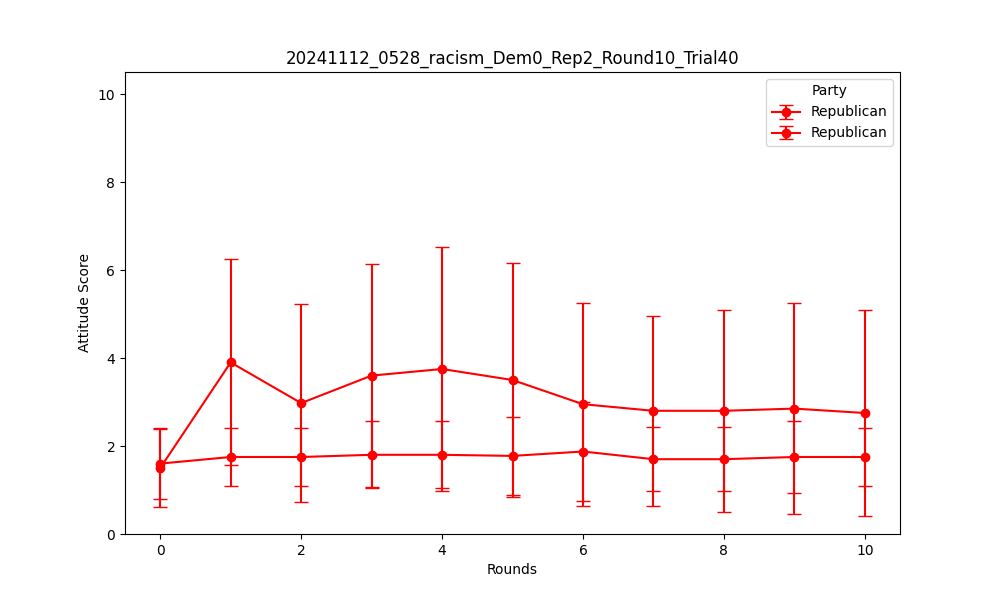 20241112_0528_racism_Dem0_Rep2_Round10_Trial40
Party
Republican
Republican
Attitude Score
10
8
6
4
2
0
0 2 4 6 8 10
Rounds